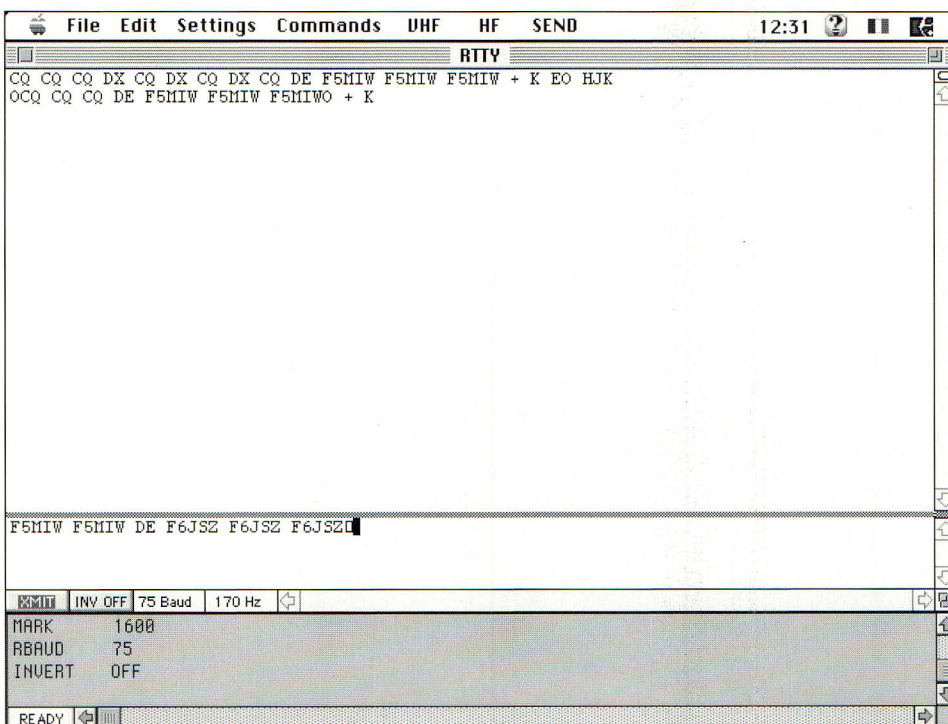 File Edit Settings Commands VHF HF SEND 12:31
RTTY
CQ CQ CQ DX CQ DX CQ DX CQ DE F5MIW F5MIW F5MIW + K EO HJK
OCQ CQ CQ DE F5MIW F5MIW F5MIWO + K
F5MIW F5MIW DE F6JSZ F6JSZ F6JSZ
XMIT INV OFF 75 Baud 170 Hz
MARK 1600
RBAUD 75
INVERT OFF
READY